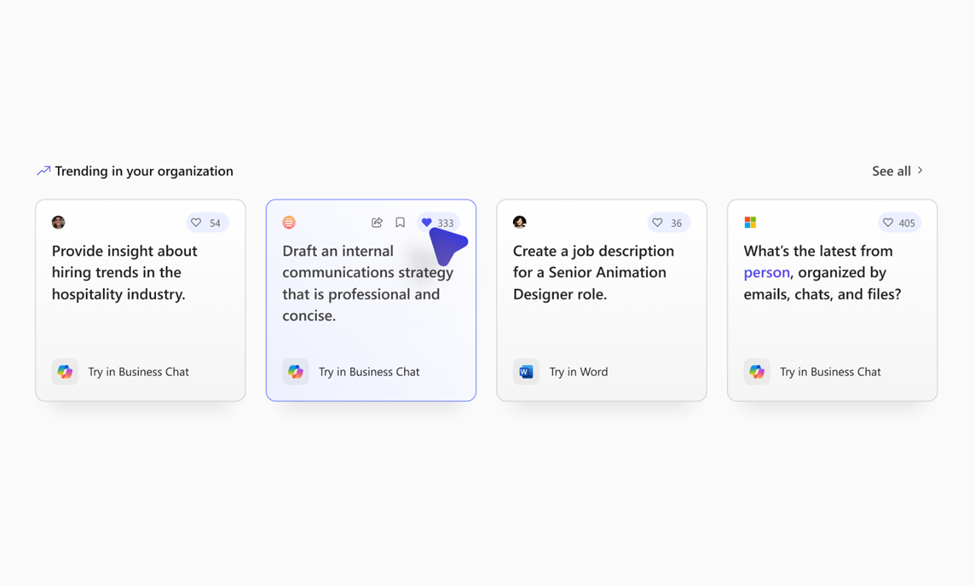 Trending in your organization
See all
54
Provide insight about
hiring trends in the
hospitality industry.
Try in Business Chat
333
Draft an internal
communications strategy
that is professional and
concise.
Try in Business Chat
36
Create a job description
for a Senior Animation
Designer role.
Try in Word
405
What's the latest from
person, organized by
emails, chats, and files?
Try in Business Chat